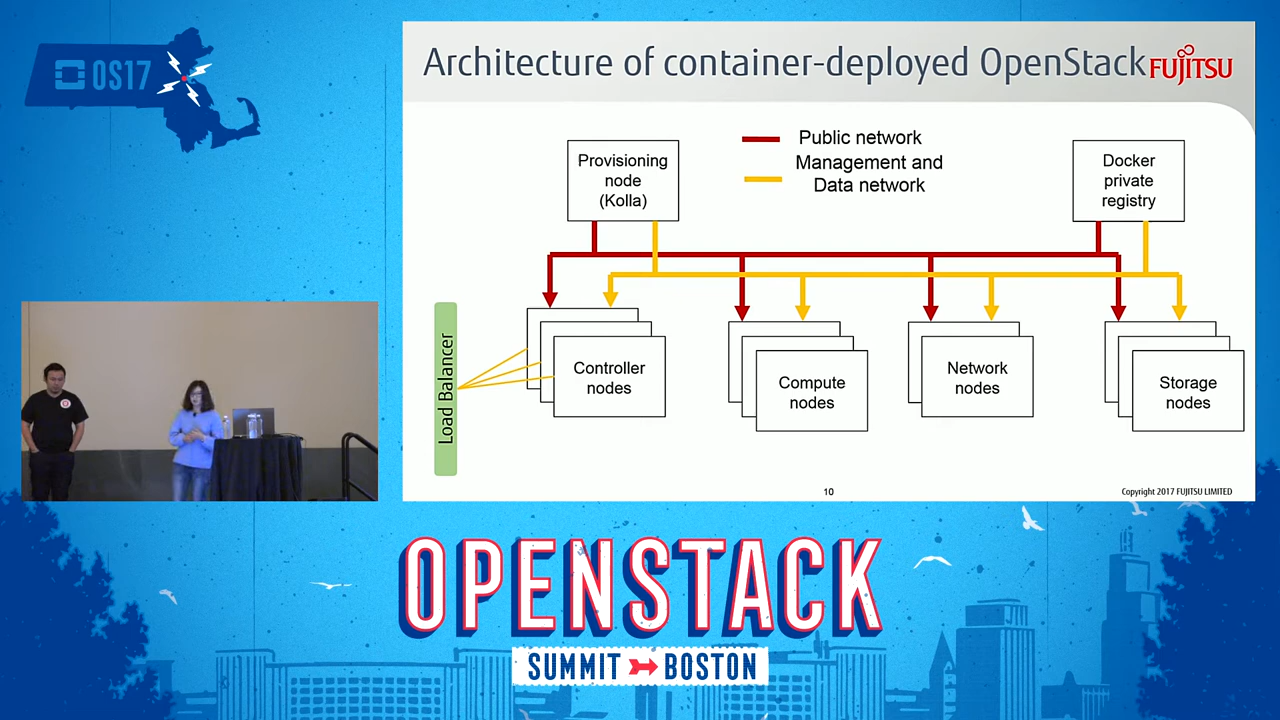 OS17
Architecture of container-deployed OpenStack
FUJITSU
Public network
Management and
Data network
Provisioning
node
(Kolla)
Docker
private
registry
Load Balancer
Controller
nodes
Compute
nodes
Network
nodes
Storage
nodes
10
Copyright 2017 FUJITSU LIMITED
OPENSTACK
SUMMIT BOSTON